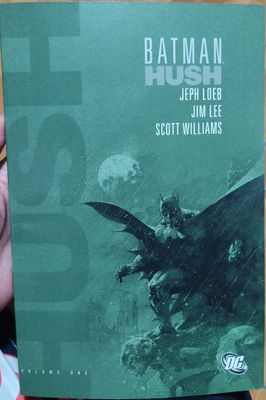 BATMAN
HUSH
JEPH LOEB
JIM LEE
SCOTT WILLIAMS
HUSH
VOLUME ONE
DC